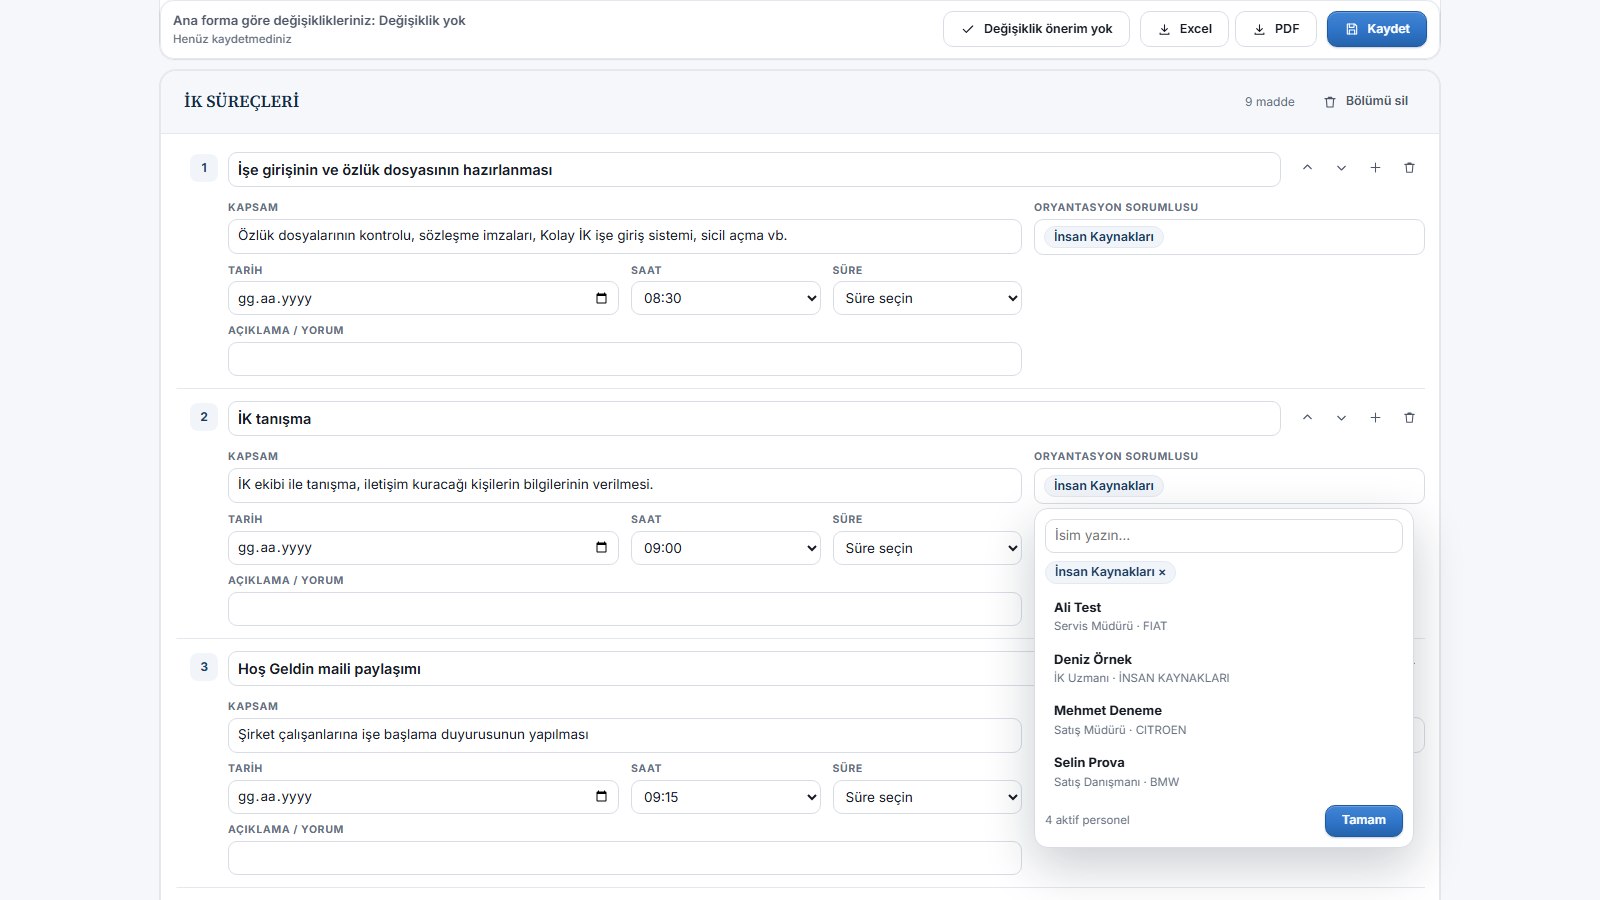 Ana forma göre değişiklikleriniz: Değişiklik yok
Henüz kaydetmediniz
Değişiklik önerim yok
Excel
PDF
Kaydet
İK SÜREÇLERİ
9 madde
Bölümü sil
1
İşe girişinin ve özlük dosyasının hazırlanması
KAPSAM
Özlük dosyalarının kontrolu, sözleşme imzaları, Kolay İK işe giriş sistemi, sicil açma vb.
ORYANTASYON SORUMLUSU
İnsan Kaynakları
TARİH
gg.aa.yyyy
SAAT
08:30
SÜRE
Süre seçin
AÇIKLAMA / YORUM
2
İK tanışma
KAPSAM
İK ekibi ile tanışma, iletişim kuracağı kişilerin bilgilerinin verilmesi.
ORYANTASYON SORUMLUSU
İnsan Kaynakları
TARİH
gg.aa.yyyy
SAAT
09:00
SÜRE
Süre seçin
AÇIKLAMA / YORUM
İsim yazın...
İnsan Kaynakları ×
Ali Test
Servis Müdürü · FIAT
Deniz Örnek
İK Uzmanı · İNSAN KAYNAKLARI
Mehmet Deneme
Satış Müdürü · CITROEN
Selin Prova
Satış Danışmanı · BMW
4 aktif personel
Tamam
3
Hoş Geldin maili paylaşımı
KAPSAM
Şirket çalışanlarına işe başlama duyurusunun yapılması
TARİH
gg.aa.yyyy
SAAT
09:15
SÜRE
Süre seçin
AÇIKLAMA / YORUM